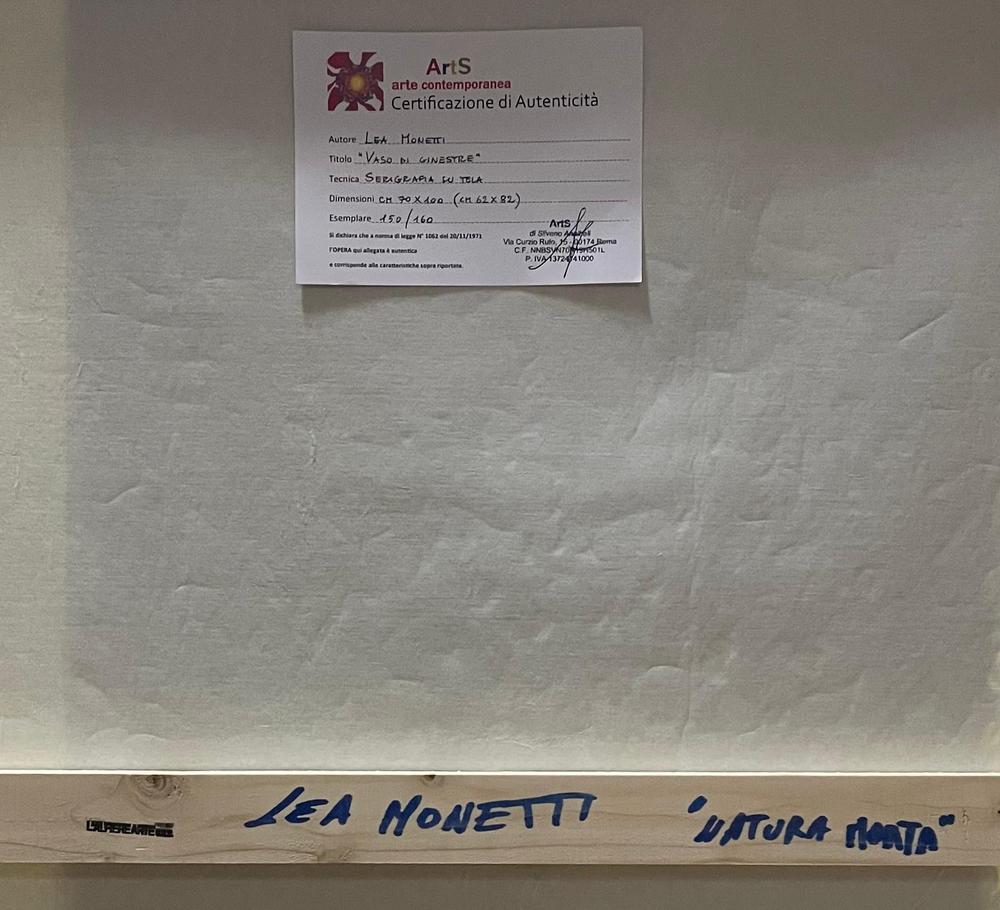 ArtS
arte contemporanea
Certificazione di Autenticità
Autore LEA MONETTI
Titolo "VASO DI GINESTRE"
Tecnica SERIGRAFIA SU TELA
Dimensioni CM 70 X 100 (CM 62 X 82)
Esemplare 150/160
Si dichiara che a norma di legge N° 1062 del 20/11/1971
l'OPERA qui allegata è autentica
e corrisponde alle caratteristiche sopra riportate.
ArtS
di Silveno
Via Curzio Rufo, 15 - 00174 Roma
C.F.
P. IVA
LEA MONETTI "NATURA MORTA"